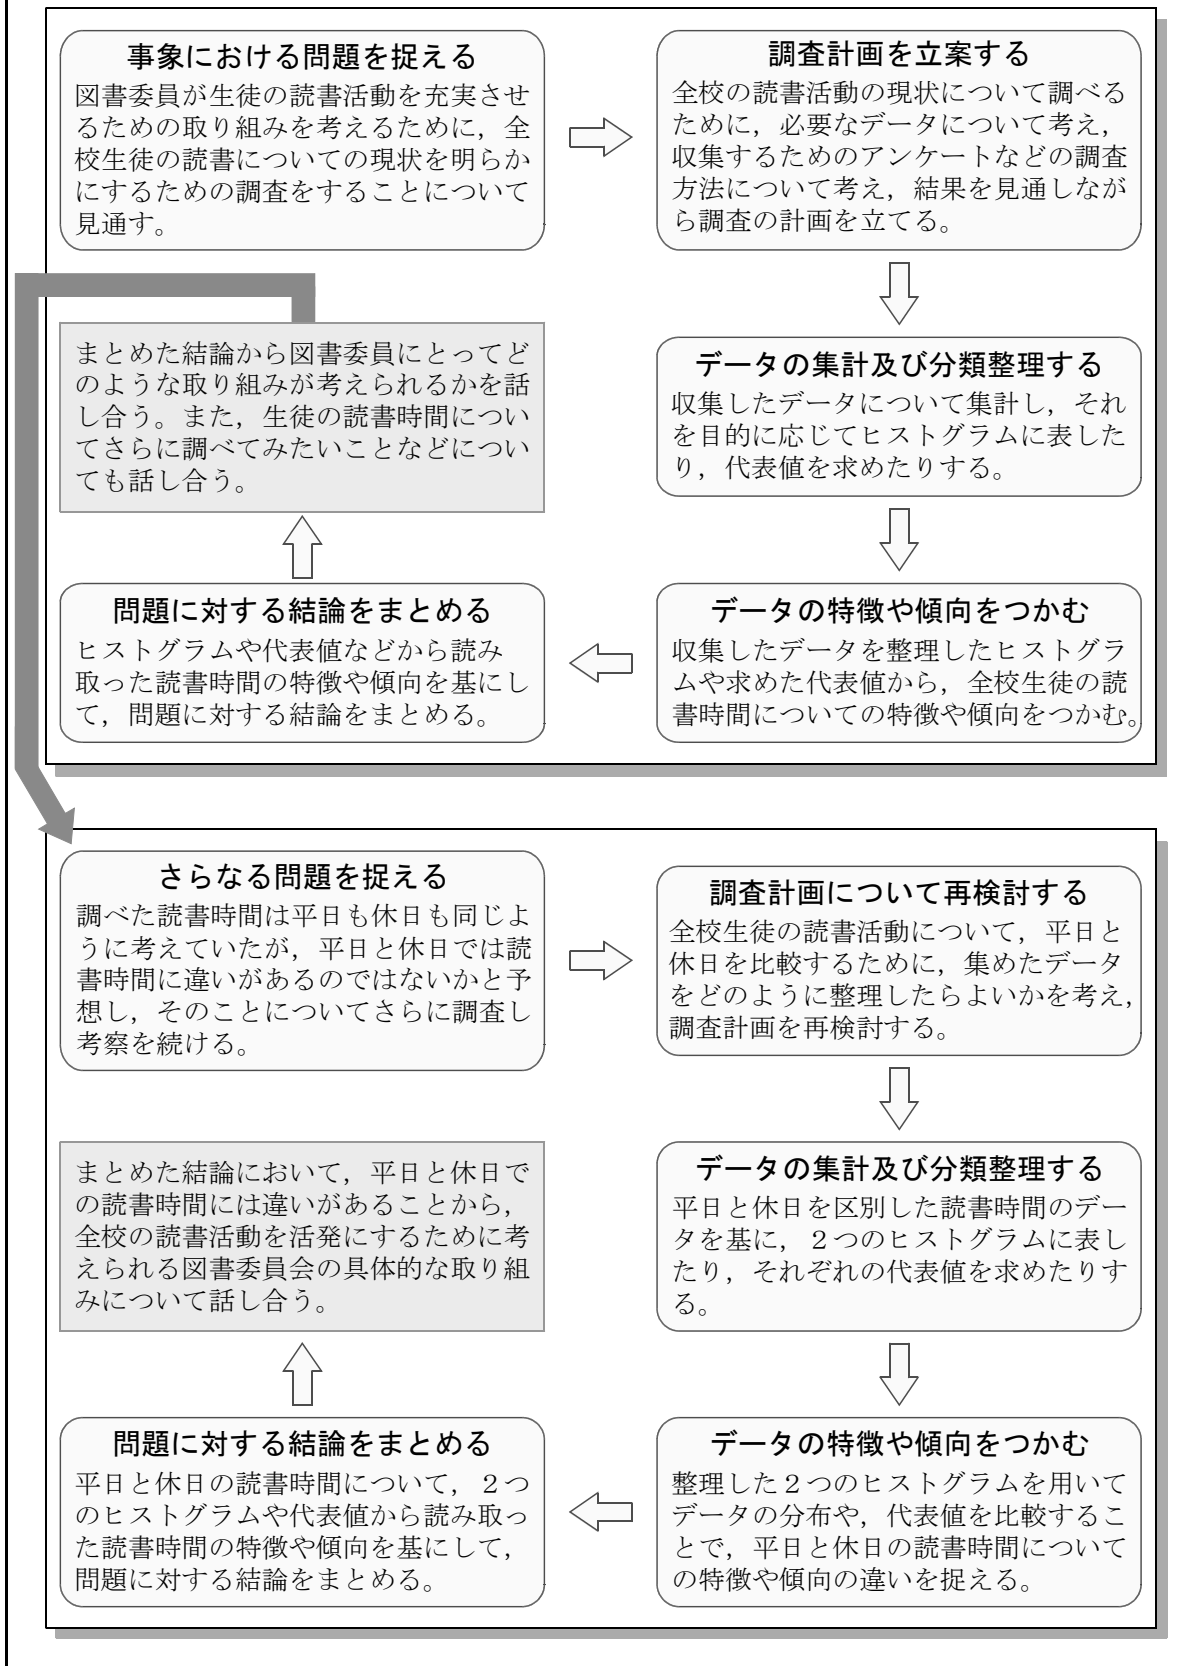 事象における問題を捉える
図書委員が生徒の読書活動を充実させ
るための取り組みを考えるために，全
校生徒の読書についての現状を明らか
にするための調査をすることについて
見通す。
調査計画を立案する
全校の読書活動の現状について調べる
ために，必要なデータについて考え，
収集するためのアンケートなどの調査
方法について考え，結果を見通しなが
ら調査の計画を立てる。
データの集計及び分類整理する
収集したデータについて集計し，それ
を目的に応じてヒストグラムに表した
り，代表値を求めたりする。
データの特徴や傾向をつかむ
収集したデータを整理したヒストグラ
ムや求めた代表値から，全校生徒の読
書時間についての特徴や傾向をつかむ。
問題に対する結論をまとめる
ヒストグラムや代表値などから読み
取った読書時間の特徴や傾向を基にし
て，問題に対する結論をまとめる。
まとめた結論から図書委員にとってど
のような取り組みが考えられるかを話
し合う。また，生徒の読書時間につい
てさらに調べてみたいことなどについ
ても話し合う。
さらなる問題を捉える
調べた読書時間は平日も休日も同じよ
うに考えていたが，平日と休日では読
書時間に違いがあるのではないかと予
想し，そのことについてさらに調査し
考察を続ける。
調査計画について再検討する
全校生徒の読書活動について，平日と
休日を比較するために，集めたデータ
をどのように整理したらよいかを考え，
調査計画を再検討する。
データの集計及び分類整理する
平日と休日を区別した読書時間のデー
タを基に，２つのヒストグラムに表し
たり，それぞれの代表値を求めたりす
る。
データの特徴や傾向をつかむ
整理した２つのヒストグラムを用いて
データの分布や，代表値を比較するこ
とで，平日と休日の読書時間について
の特徴や傾向の違いを捉える。
問題に対する結論をまとめる
平日と休日の読書時間について，２つ
のヒストグラムや代表値から読み取っ
た読書時間の特徴や傾向を基にして，
問題に対する結論をまとめる。
まとめた結論において，平日と休日で
の読書時間には違いがあることから，
全校の読書活動を活発にするために考
えられる図書委員会の具体的な取り組
みについて話し合う。